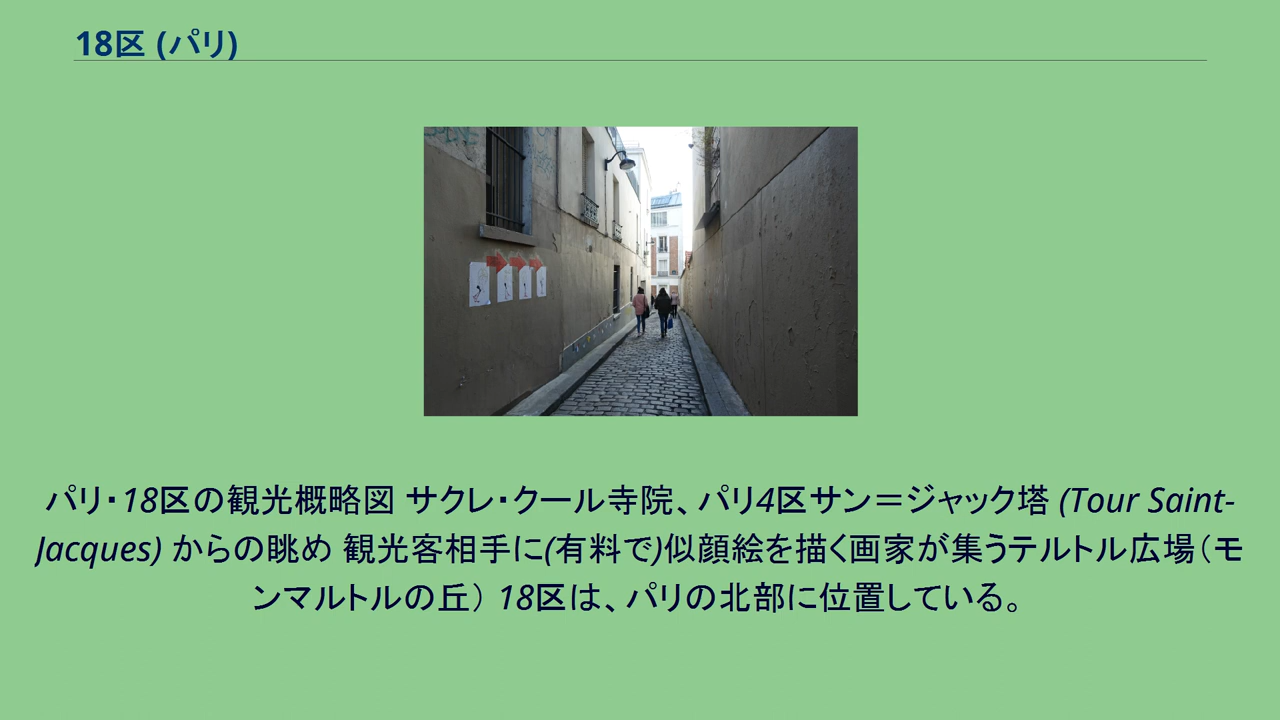 18区 (パリ)
パリ・18区の観光概略図 サクレ・クール寺院、パリ4区サン＝ジャック塔 (Tour Saint-
Jacques) からの眺め 観光客相手に(有料で)似顔絵を描く画家が集うテルトル広場（モ
ンマルトルの丘） 18区は、パリの北部に位置している。